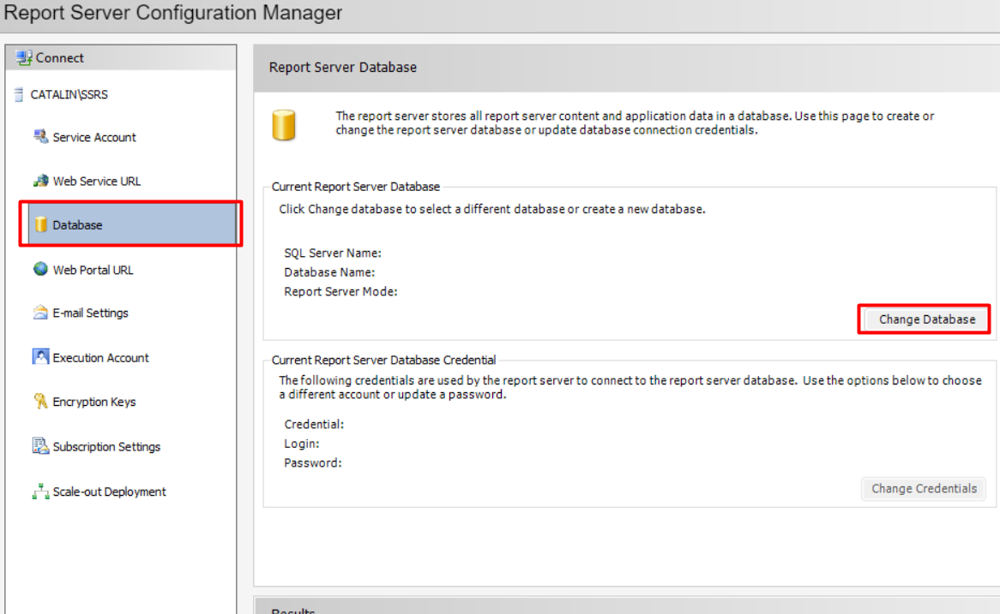 Report Server Configuration Manager
Connect
CATALIN\SSRS
Service Account
Web Service URL
Database
Web Portal URL
E-mail Settings
Execution Account
Encryption Keys
Subscription Settings
Scale-out Deployment
Report Server Database
The report server stores all report server content and application data in a database. Use this page to create or
change the report server database or update database connection credentials.
Current Report Server Database
Click Change database to select a different database or create a new database.
SQL Server Name:
Database Name:
Report Server Mode:
Change Database
Current Report Server Database Credential
The following credentials are used by the report server to connect to the report server database. Use the options below to choose
a different account or update a password.
Credential:
Login:
Password:
Change Credentials
Results